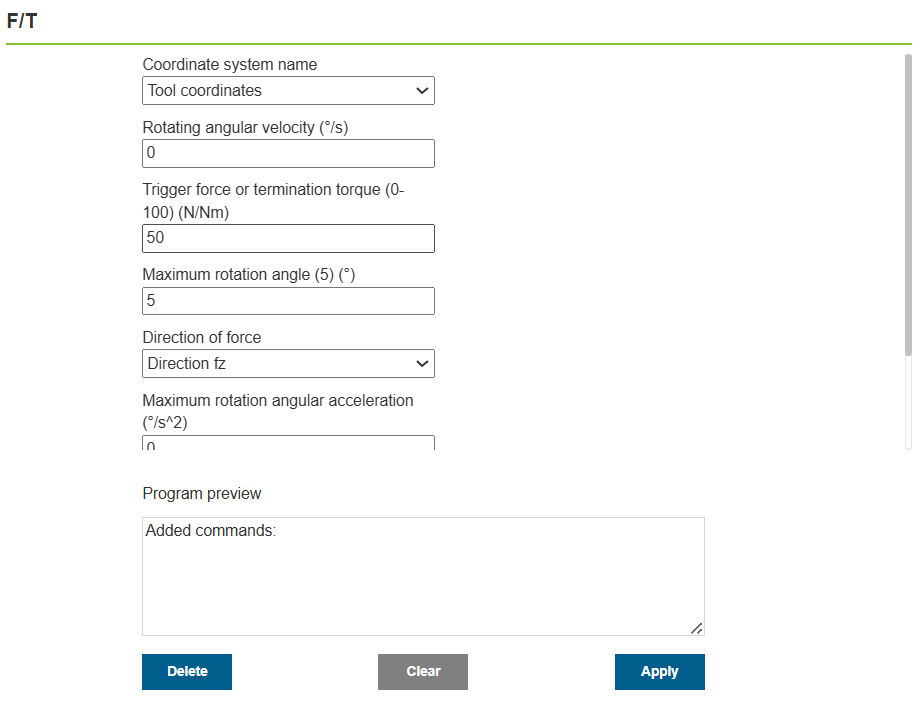 F/T
Coordinate system name
Tool coordinates
Rotating angular velocity (°/s)
0
Trigger force or termination torque (0-
100) (N/Nm)
50
Maximum rotation angle (5) (°)
5
Direction of force
Direction fz
Maximum rotation angular acceleration
(°/s^2)
0
Program preview
Added commands:
Delete
Clear
Apply